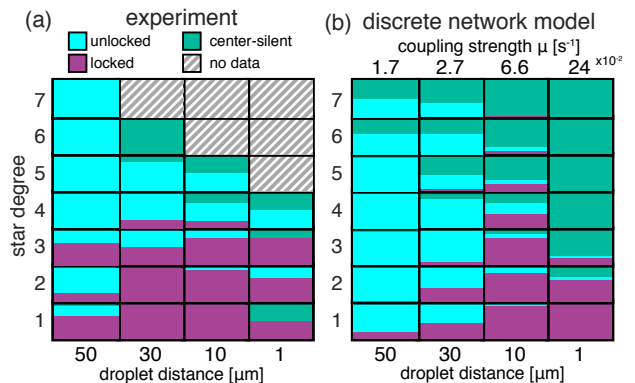 (a) experiment
unlocked center-silent
locked no data
star degree
7
6
5
4
3
2
1
50 30 10 1
droplet distance [µm]
(b) discrete network model
coupling strength µ [s⁻¹]
1.7 2.7 6.6 24 ×10⁻²
7
6
5
4
3
2
1
50 30 10 1
droplet distance [µm]